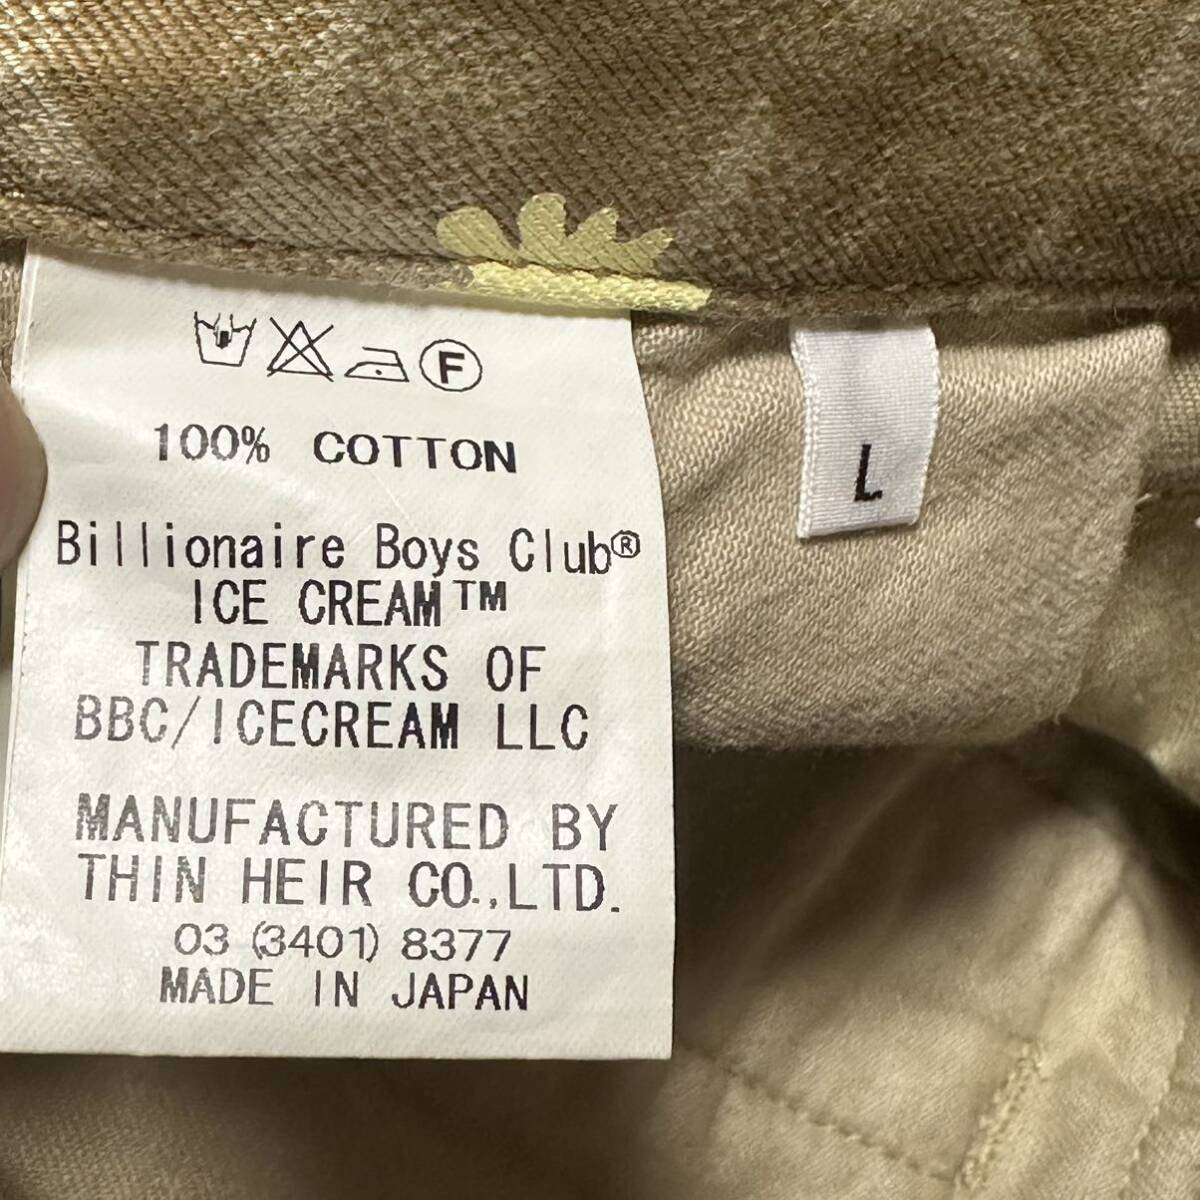 F
100% COTTON
Billionaire Boys Club®
ICE CREAM™
TRADEMARKS OF
BBC/ICECREAM LLC
MANUFACTURED BY
THIN HEIR CO.,LTD.
03 (3401) 8377
MADE IN JAPAN
L